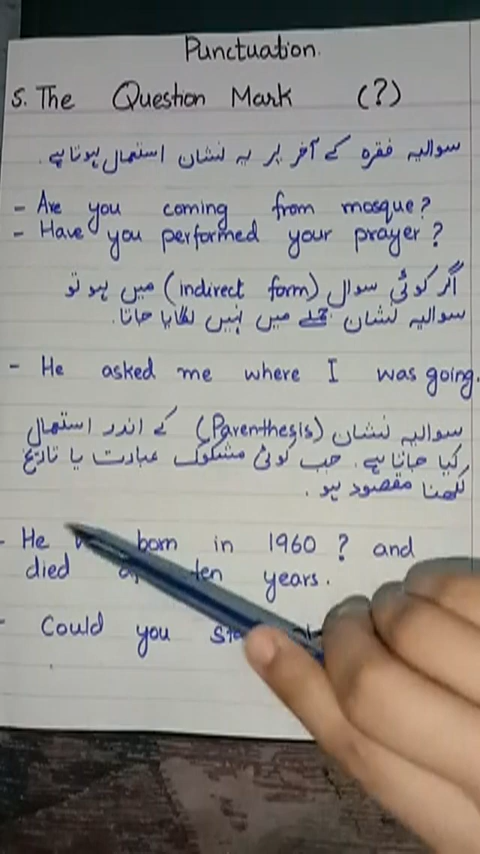 Punctuation.
5. The Question Mark (?)
سوالیہ فقرہ کے آخر پر یہ نشان استمال ہوتا ہے.
- Are you coming from mosque?
- Have you performed your prayer?
اگر کوئی سوال (indirect form) میں ہو تو
سوالیہ نشان جملے میں نہیں لگایا جاتا.
- He asked me where I was going.
سوالیہ نشان (Parenthesis) کے اندر استمال
کیا جاتا ہے. جب کوئی مشکوک عبارت یا تاریخ
لکھنا مقصود ہو.
- He born in 1960 ? and
died ten years.
- Could you